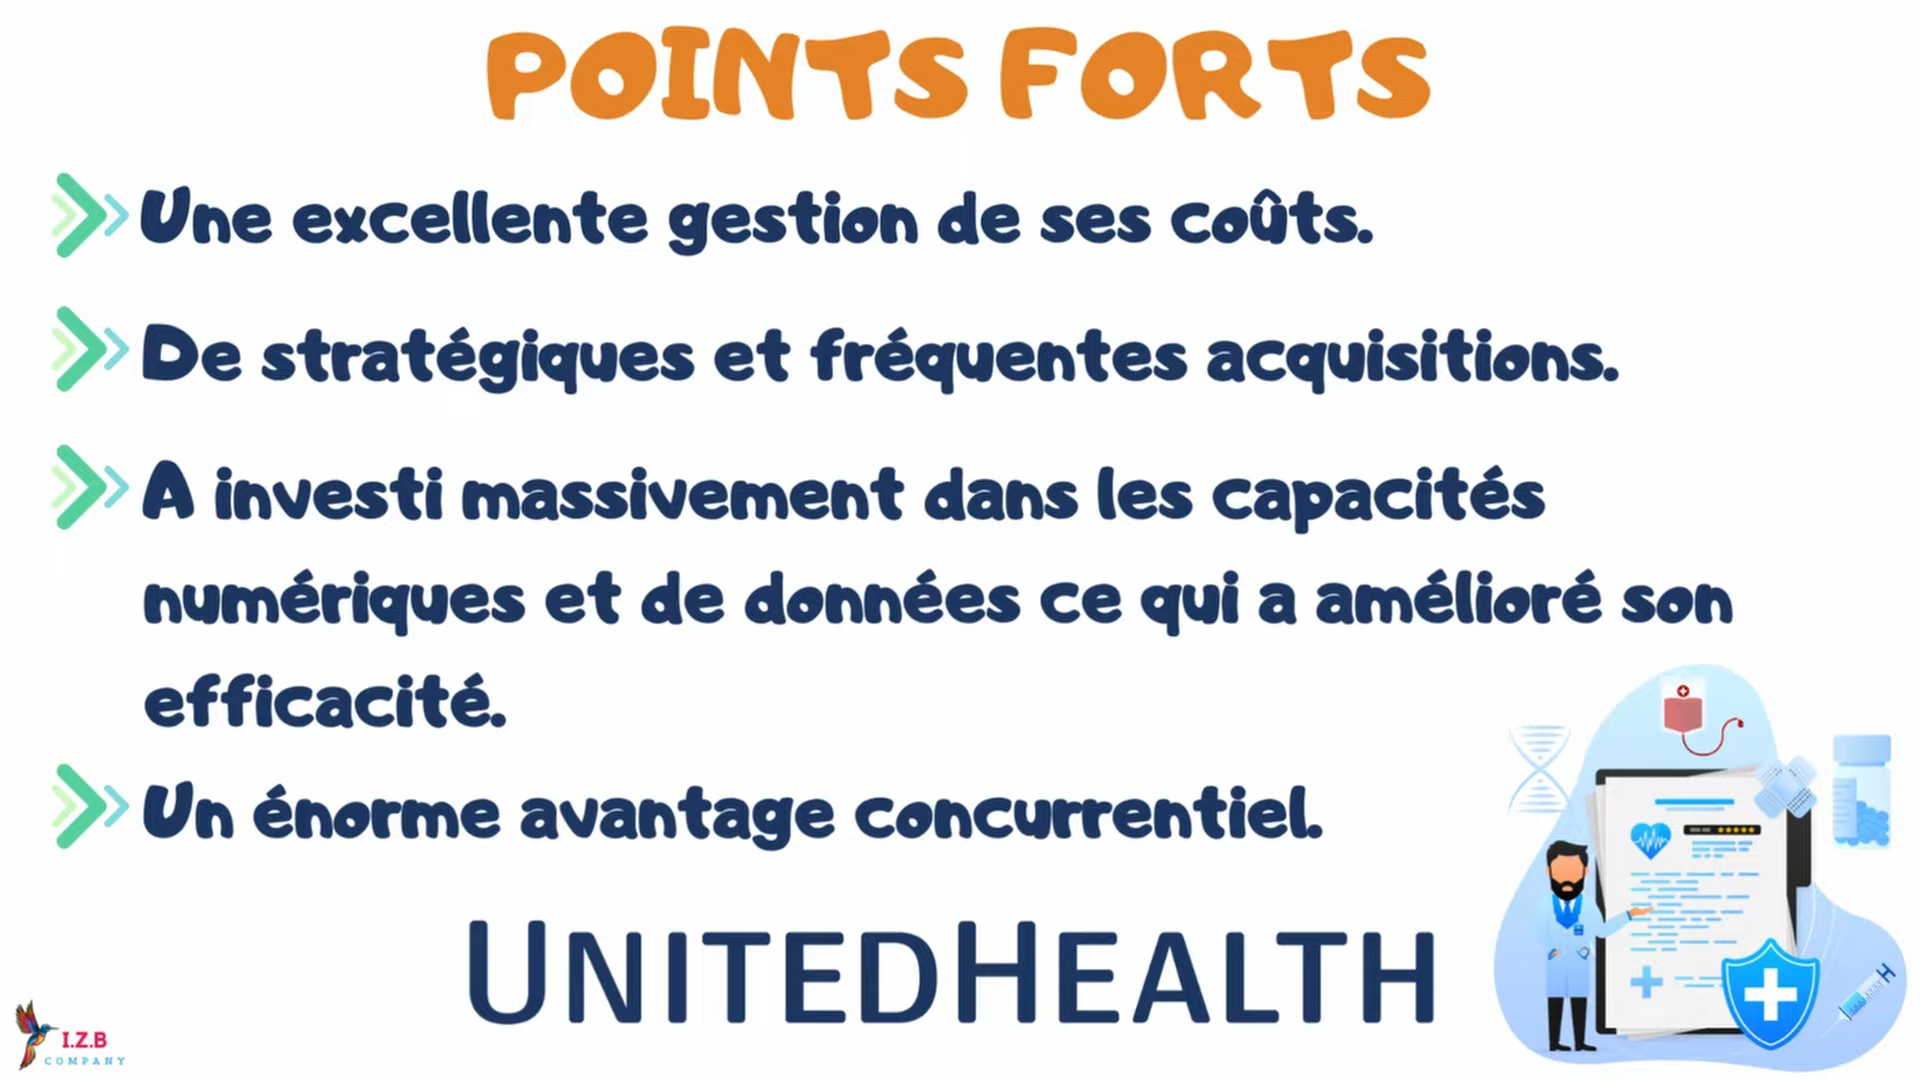 POINTS FORTS
Une excellente gestion de ses coûts.
De stratégiques et fréquentes acquisitions.
A investi massivement dans les capacités
numériques et de données ce qui a amélioré son
efficacité.
Un énorme avantage concurrentiel.
UNITEDHEALTH
I.Z.B
COMPANY